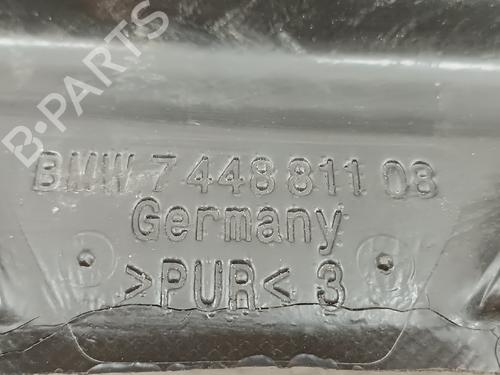 B-PARTS
BMW 7 448 811 08
Germany
>PUR< 3